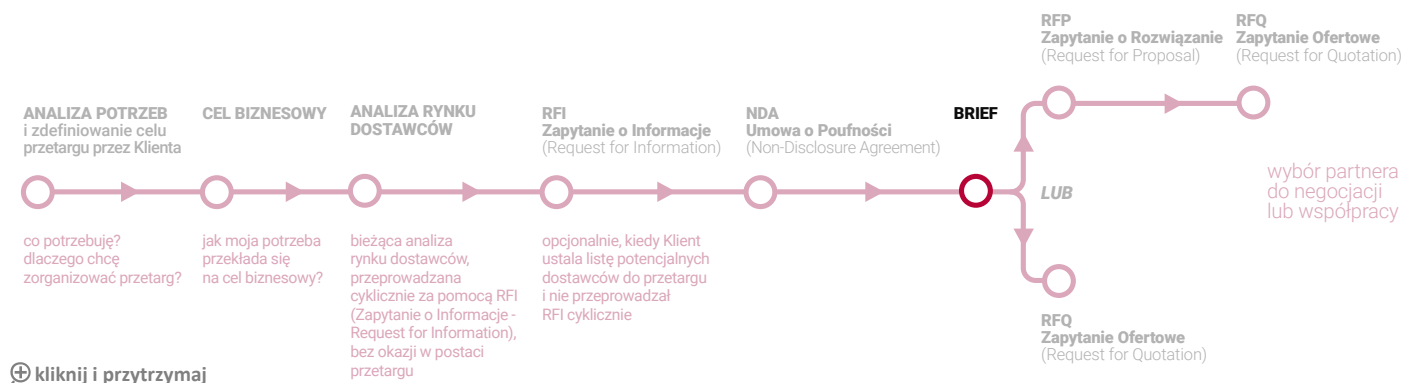 ANALIZA POTRZEB
i zdefiniowanie celu
przetargu przez Klienta
co potrzebuję?
dlaczego chcę
zorganizować przetarg?
CEL BIZNESOWY
jak moja potrzeba
przekłada się
na cel biznesowy?
ANALIZA RYNKU
DOSTAWCÓW
bieżąca analiza
rynku dostawców,
przeprowadzana
cyklicznie za pomocą RFI
(Zapytanie o Informacje -
Request for Information),
bez okazji w postaci
przetargu
RFI
Zapytanie o Informacje
(Request for Information)
opcjonalnie, kiedy Klient
ustala listę potencjalnych
dostawców do przetargu
i nie przeprowadzał
RFI cyklicznie
NDA
Umowa o Poufności
(Non-Disclosure Agreement)
BRIEF
RFP
Zapytanie o Rozwiązanie
(Request for Proposal)
RFQ
Zapytanie Ofertowe
(Request for Quotation)
LUB
wybór partnera
do negocjacji
lub współpracy
RFQ
Zapytanie Ofertowe
(Request for Quotation)
kliknij i przytrzymaj